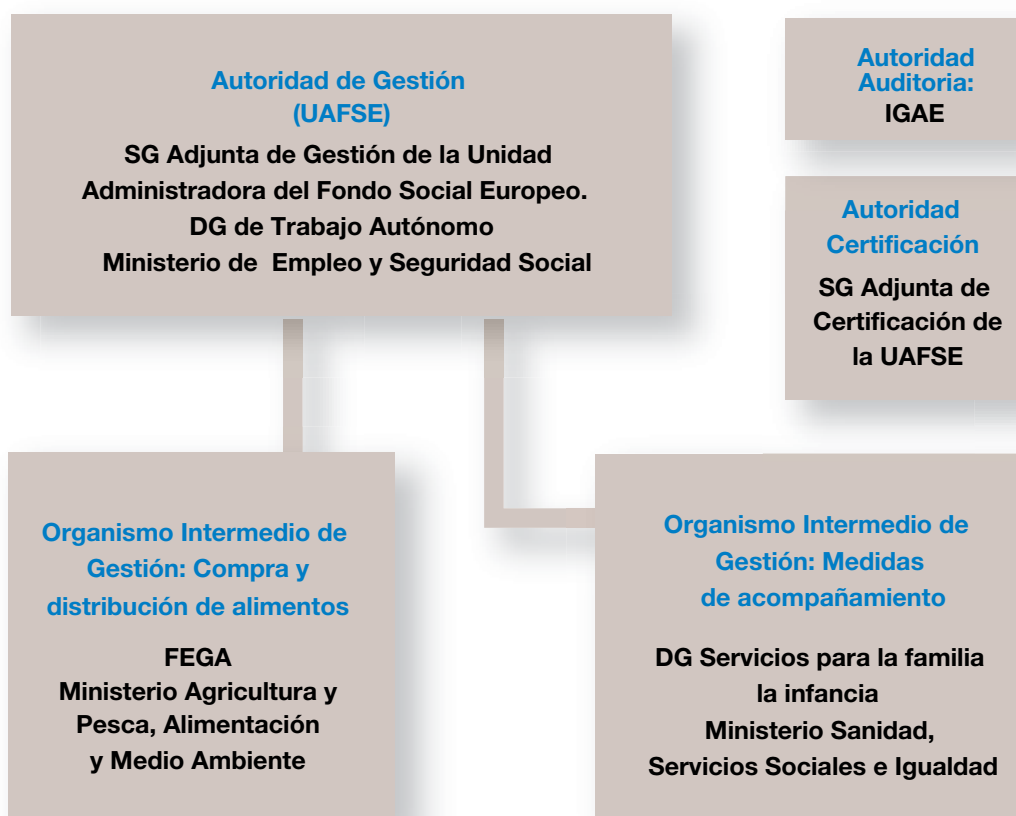 Autoridad de Gestión
(UAFSE)
SG Adjunta de Gestión de la Unidad
Administradora del Fondo Social Europeo.
DG de Trabajo Autónomo
Ministerio de Empleo y Seguridad Social
Autoridad
Auditoria:
IGAE
Autoridad
Certificación
SG Adjunta de
Certificación de
la UAFSE
Organismo Intermedio de
Gestión: Compra y
distribución de alimentos
FEGA
Ministerio Agricultura y
Pesca, Alimentación
y Medio Ambiente
Organismo Intermedio de
Gestión: Medidas
de acompañamiento
DG Servicios para la familia
la infancia
Ministerio Sanidad,
Servicios Sociales e Igualdad